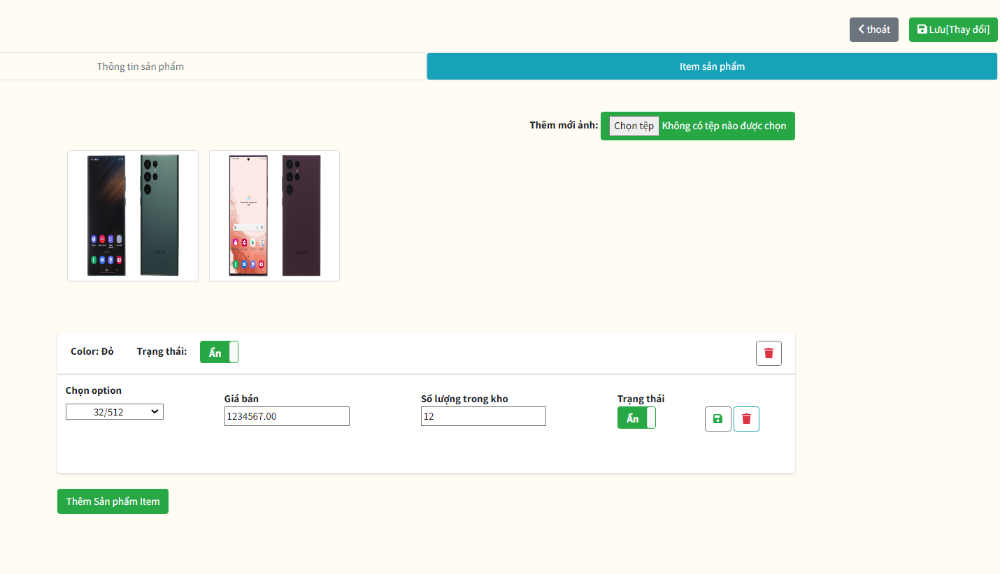 thoát
Lưu[Thay đổi]
Thông tin sản phẩm
Item sản phẩm
Thêm mới ảnh: Chọn tệp Không có tệp nào được chọn
Color: Đỏ Trạng thái: Ẩn
Chọn option
Giá bán
Số lượng trong kho
Trạng thái
32/512
1234567.00
12
Ẩn
Thêm Sản phẩm Item